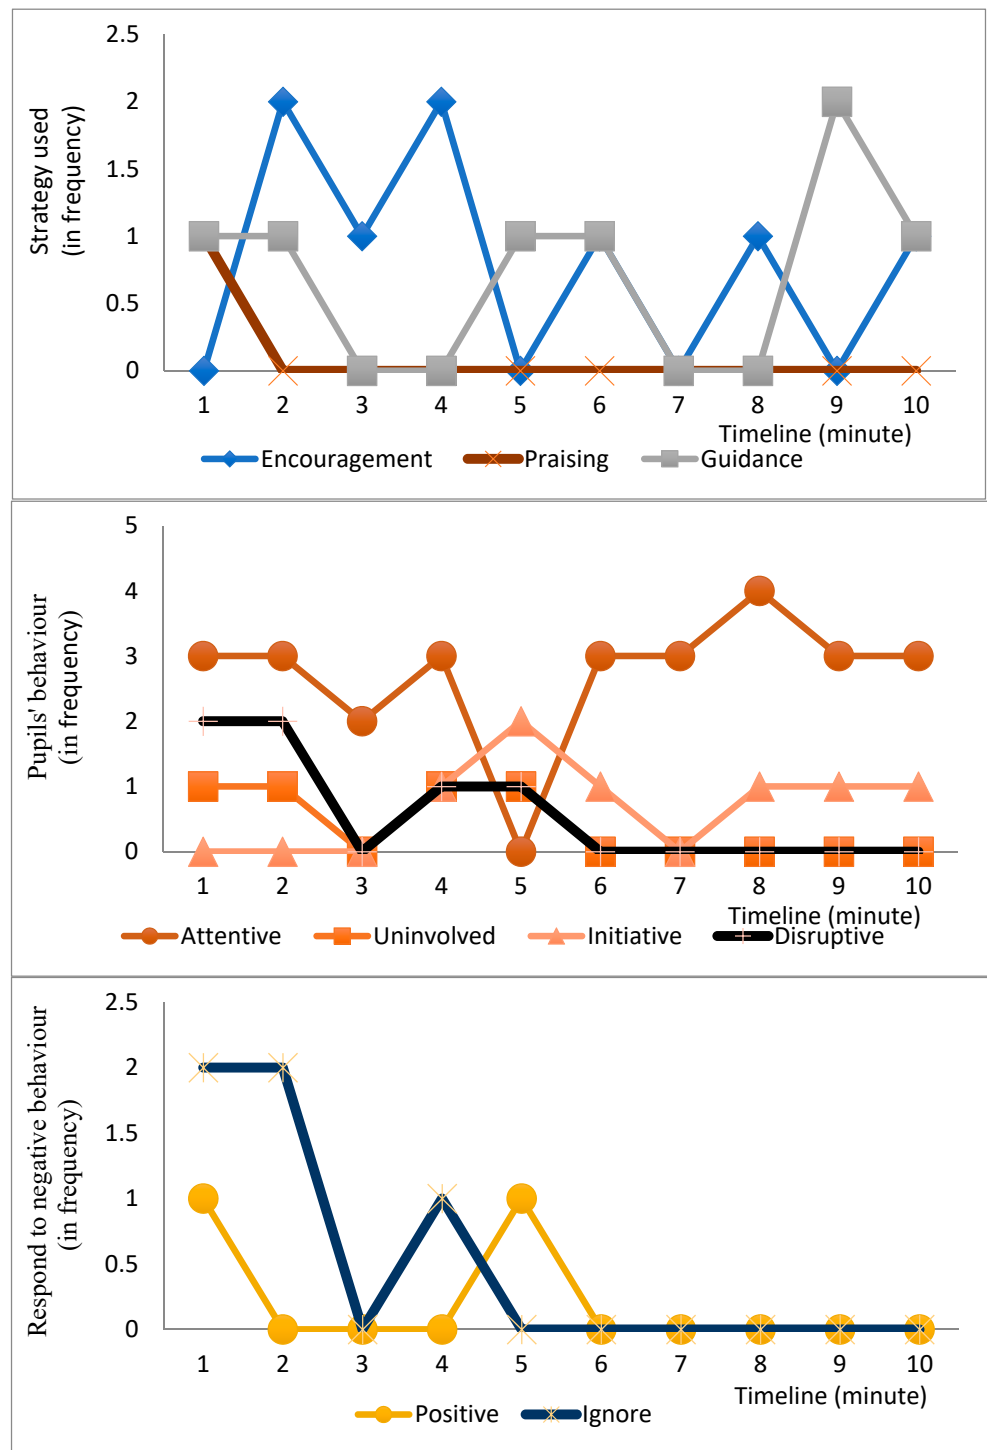 Strategy used
(in frequency)
2.5
2
1.5
1
0.5
0
1 2 3 4 5 6 7 8 9 10
Timeline (minute)
Encouragement Praising Guidance
Pupils' behaviour
(in frequency)
5
4
3
2
1
0
1 2 3 4 5 6 7 8 9 10
Timeline (minute)
Attentive Uninvolved Initiative Disruptive
Respond to negative behaviour
(in frequency)
2.5
2
1.5
1
0.5
0
1 2 3 4 5 6 7 8 9 10
Timeline (minute)
Positive Ignore